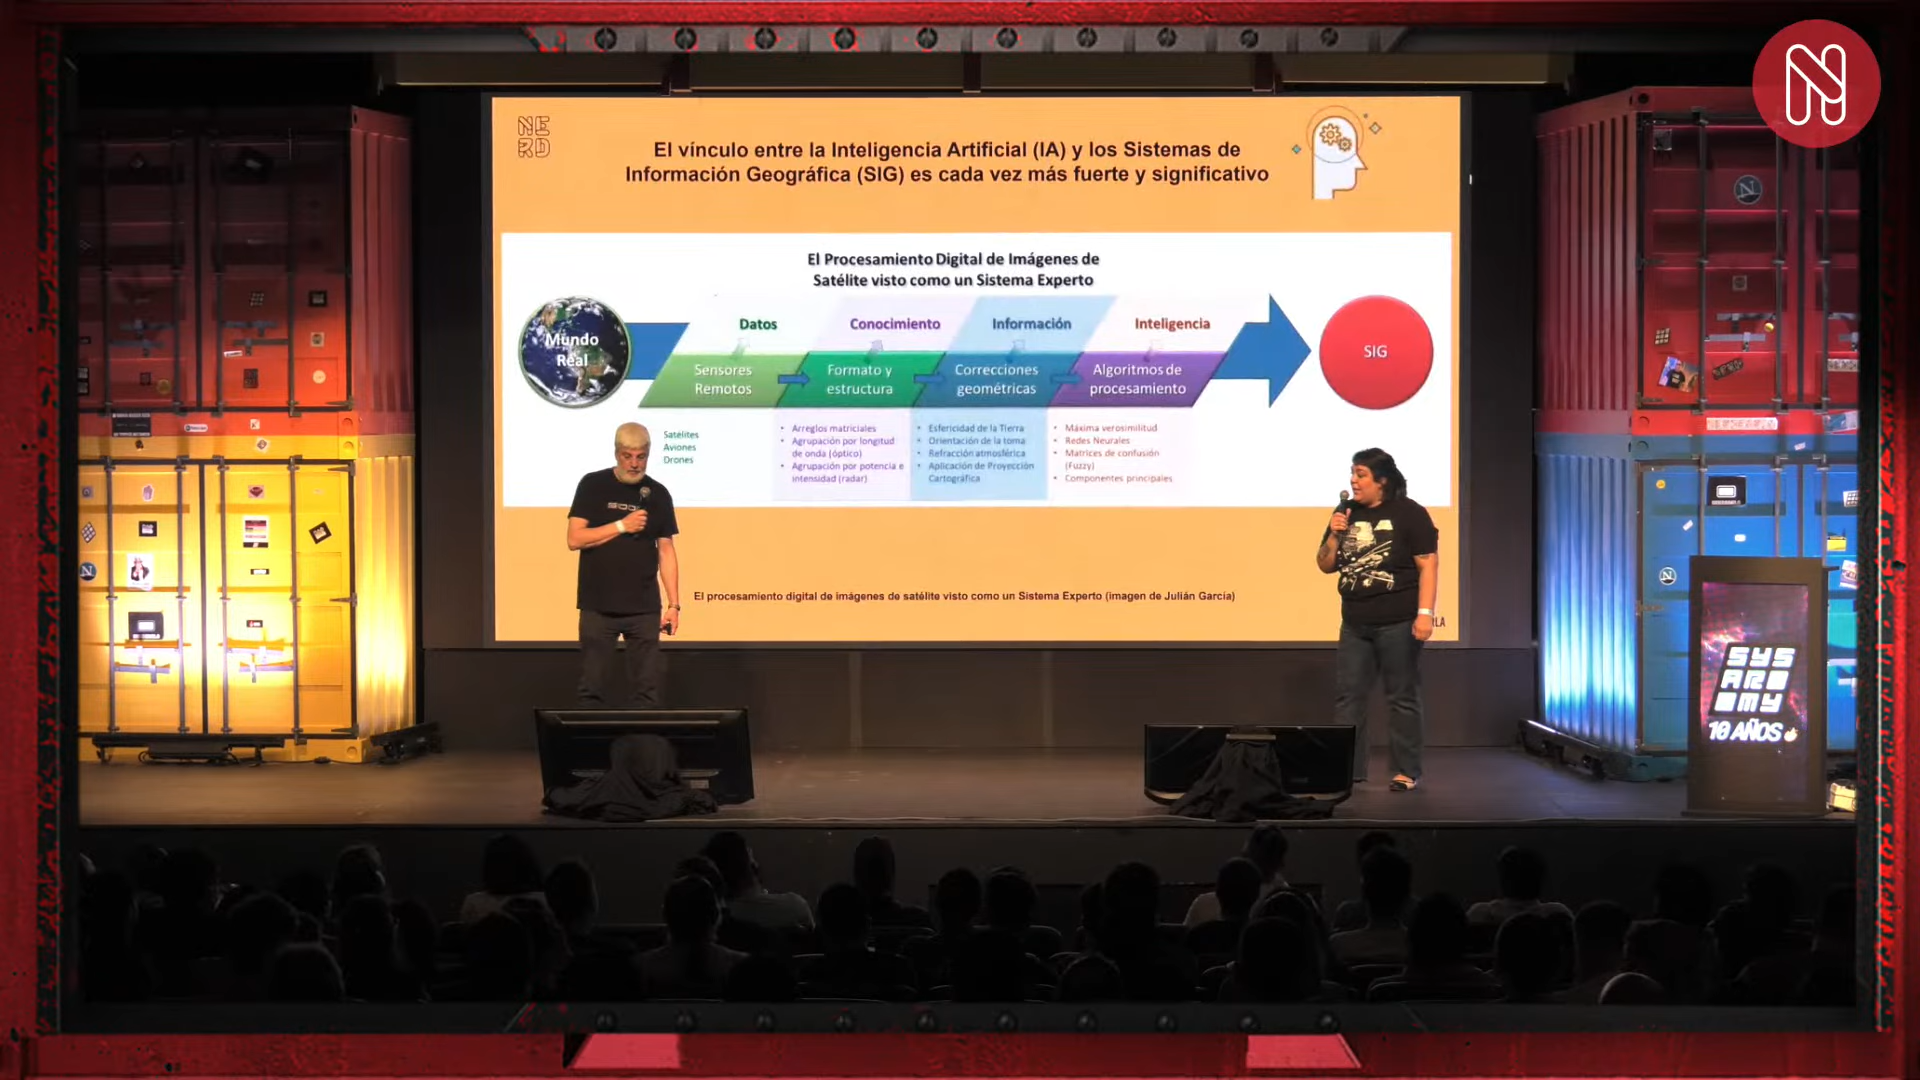 NE
RD
El vínculo entre la Inteligencia Artificial (IA) y los Sistemas de
Información Geográfica (SIG) es cada vez más fuerte y significativo
El Procesamiento Digital de Imágenes de
Satélite visto como un Sistema Experto
Mundo
Real
Datos
Conocimiento
Información
Inteligencia
Sensores
Remotos
Formato y
estructura
Correcciones
geométricas
Algoritmos de
procesamiento
SIG
Satélites
Aviones
Drones
• Arreglos matriciales
• Agrupación por longitud
de onda (óptico)
• Agrupación por potencia e
intensidad (radar)
• Esfericidad de la Tierra
• Orientación de la toma
• Refracción atmosférica
• Aplicación de Proyección
Cartográfica
• Máxima verosimilitud
• Redes Neurales
• Matrices de confusión
(Fuzzy)
• Componentes principales
El procesamiento digital de imágenes de satélite visto como un Sistema Experto (imagen de Julián García)
SYS
ARM
OMY
10 AÑOS
N